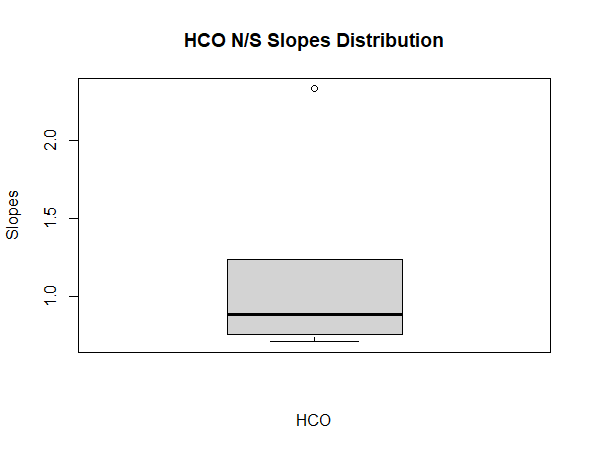 HCO N/S Slopes Distribution
Slopes
2.0
1.5
1.0
HCO